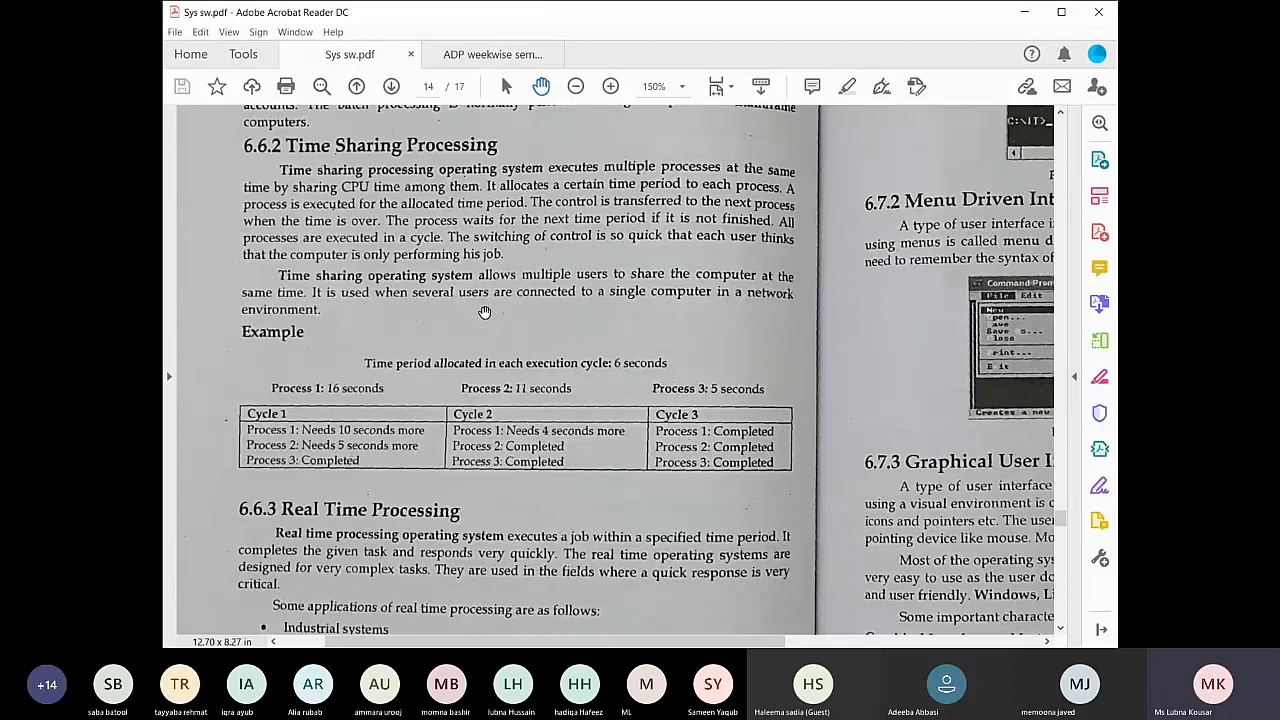 Sys sw.pdf - Adobe Acrobat Reader DC
File Edit View Sign Window Help
Home Tools Sys sw.pdf × ADP weekwise sem...
14 / 17 150%
computers.
6.6.2 Time Sharing Processing
Time sharing processing operating system executes multiple processes at the same
time by sharing CPU time among them. It allocates a certain time period to each process. A
process is executed for the allocated time period. The control is transferred to the next process
when the time is over. The process waits for the next time period if it is not finished. All
processes are executed in a cycle. The switching of control is so quick that each user thinks
that the computer is only performing his job.
Time sharing operating system allows multiple users to share the computer at the
same time. It is used when several users are connected to a single computer in a network
environment.
Example
Time period allocated in each execution cycle: 6 seconds
Process 1: 16 seconds Process 2: 11 seconds Process 3: 5 seconds
Cycle 1 Cycle 2 Cycle 3
Process 1: Needs 10 seconds more Process 1: Needs 4 seconds more Process 1: Completed
Process 2: Needs 5 seconds more Process 2: Completed Process 2: Completed
Process 3: Completed Process 3: Completed Process 3: Completed
6.6.3 Real Time Processing
Real time processing operating system executes a job within a specified time period. It
completes the given task and responds very quickly. The real time operating systems are
designed for very complex tasks. They are used in the fields where a quick response is very
critical.
Some applications of real time processing are as follows:
• Industrial systems
C:\IT>_
6.7.2 Menu Driven Int
A type of user interface i
using menus is called menu d
need to remember the syntax of
Command Prom
File Edit
New
Close
Creates a new
6.7.3 Graphical User I
A type of user interface
using a visual environment is c
icons and pointers etc. The user
pointing device like mouse. Mo
Most of the operating sys
very easy to use as the user do
and user friendly. Windows, Li
Some important characte
12.70 x 8.27 in
+14 SB TR IA AR AU MB LH HH M SY HS MJ MK
saba batool tayyaba rehmat iqra ayub Alia rubab ammara urooj momna bashir lubna Hussain hadiqa Hafeez ML Sameen Yaqub Haleema sadia (Guest) Adeeba Abbasi memoona javed Ms Lubna Kousar